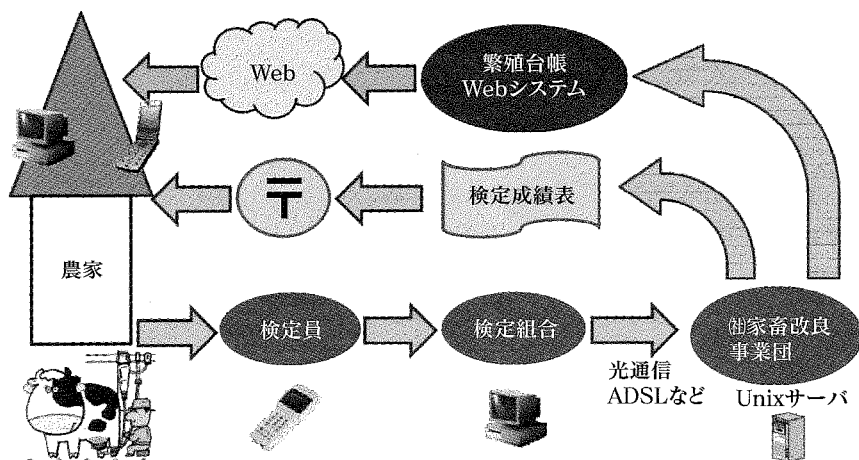 Web
繁殖台帳
Webシステム
〒
検定成績表
農家
検定員
検定組合
㈳家畜改良
事業団
光通信
ADSLなど
Unixサーバ